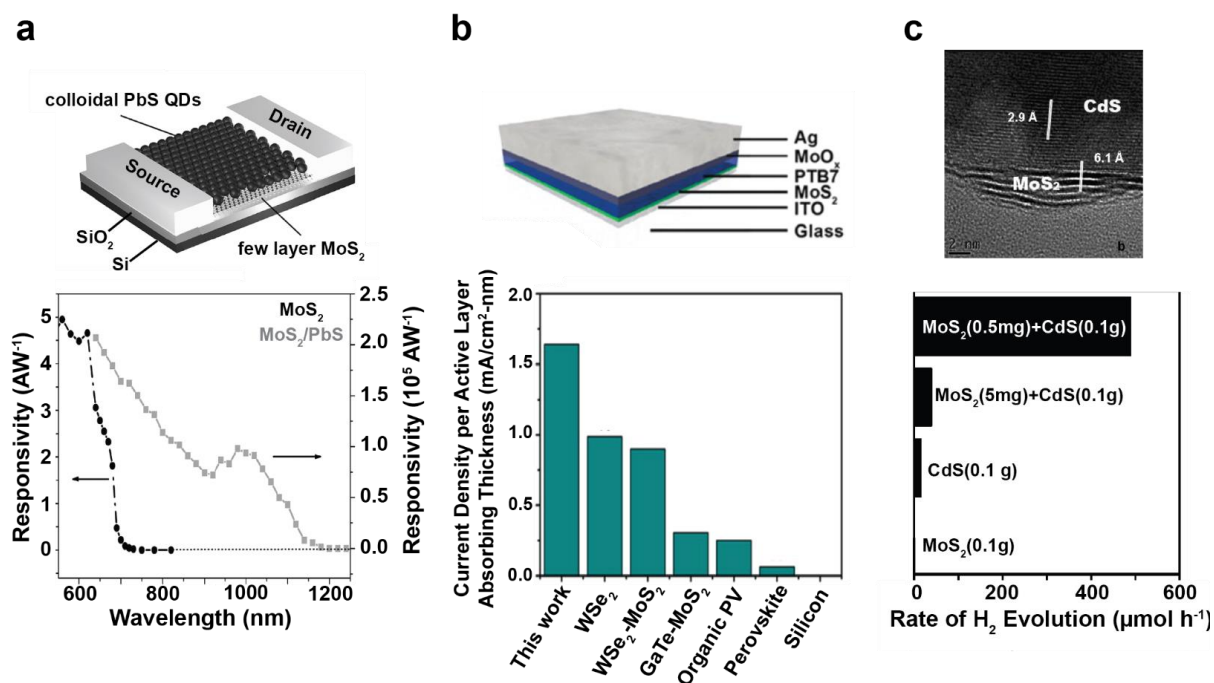 a
colloidal PbS QDs
Drain
Source
SiO₂
Si
few layer MoS₂
5
4
3
2
1
0
Responsivity (AW⁻¹)
2.5
2.0
1.5
1.0
0.5
0.0
Responsivity (10⁵ AW⁻¹)
MoS₂
MoS₂/PbS
600 800 1000 1200
Wavelength (nm)
b
Ag
MoOₓ
PTB7
MoS₂
ITO
Glass
Current Density per Active Layer
Absorbing Thickness (mA/cm²-nm)
2.0
1.5
1.0
0.5
0.0
This work
WSe₂
WSe₂-MoS₂
GaTe-MoS₂
Organic PV
Perovskite
Silicon
c
CdS
2.9 Å
6.1 Å
MoS₂
2 nm
b
MoS₂(0.5mg)+CdS(0.1g)
MoS₂(5mg)+CdS(0.1g)
CdS(0.1 g)
MoS₂(0.1g)
0 200 400 600
Rate of H₂ Evolution (μmol h⁻¹)